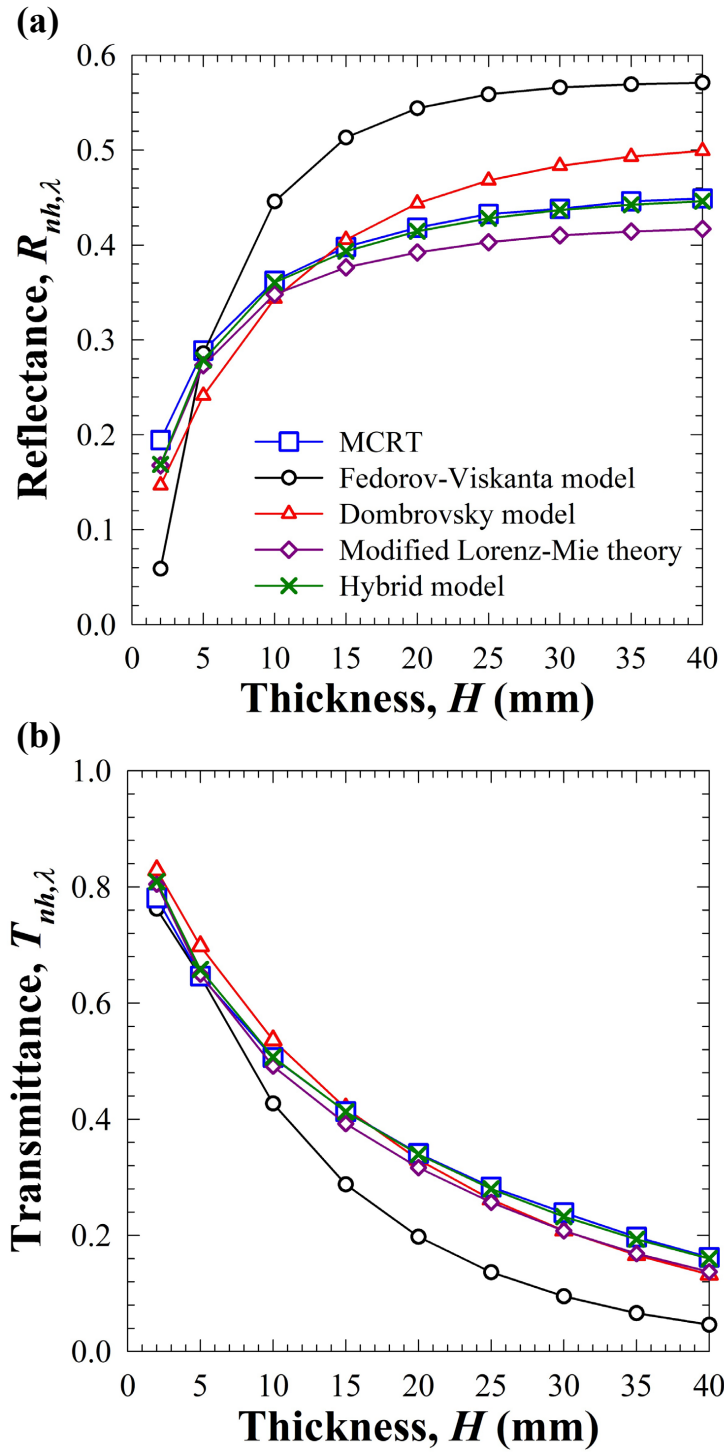 (a)
0.6
0.5
0.4
0.3
0.2
0.1
0.0
Reflectance, R nh,λ
MCRT
Fedorov-Viskanta model
Dombrovsky model
Modified Lorenz-Mie theory
Hybrid model
0 5 10 15 20 25 30 35 40
Thickness, H (mm)
(b)
1.0
0.8
0.6
0.4
0.2
0.0
Transmittance, T nh,λ
0 5 10 15 20 25 30 35 40
Thickness, H (mm)